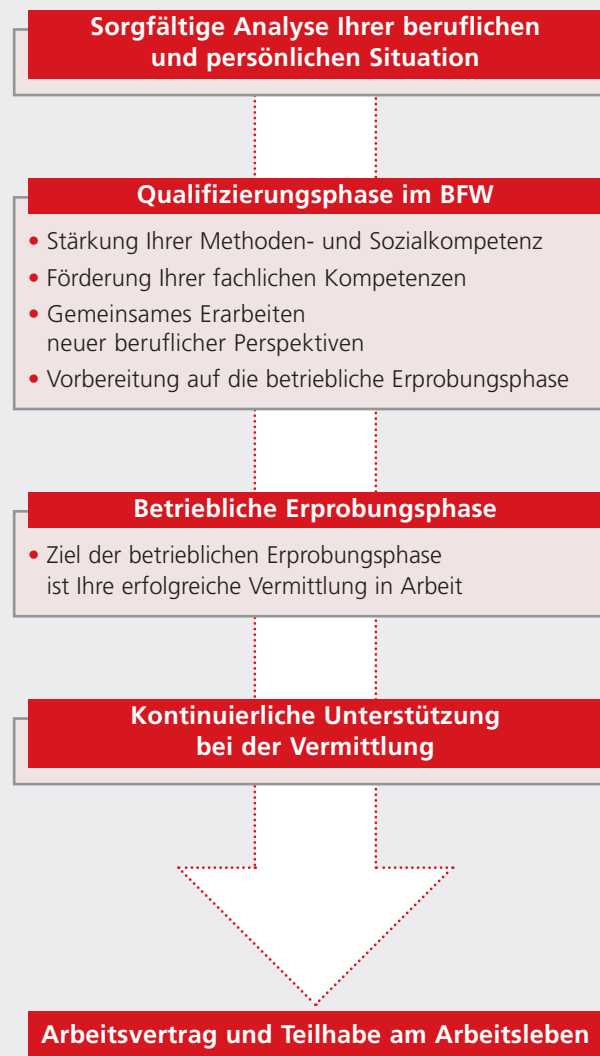 Sorgfältige Analyse Ihrer beruflichen
und persönlichen Situation
Qualifizierungsphase im BFW
• Stärkung Ihrer Methoden- und Sozialkompetenz
• Förderung Ihrer fachlichen Kompetenzen
• Gemeinsames Erarbeiten
neuer beruflicher Perspektiven
• Vorbereitung auf die betriebliche Erprobungsphase
Betriebliche Erprobungsphase
• Ziel der betrieblichen Erprobungsphase
ist Ihre erfolgreiche Vermittlung in Arbeit
Kontinuierliche Unterstützung
bei der Vermittlung
Arbeitsvertrag und Teilhabe am Arbeitsleben